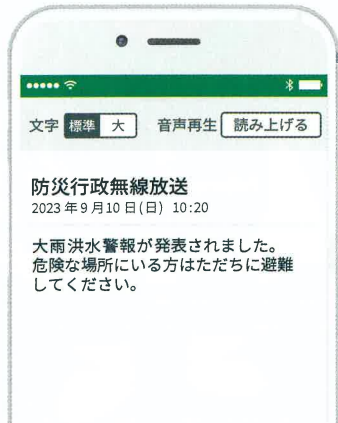 文字 標準 大 音声再生 読み上げる
防災行政無線放送
2023年9月10日(日) 10:20
大雨洪水警報が発表されました。
危険な場所にいる方はただちに避難
してください。